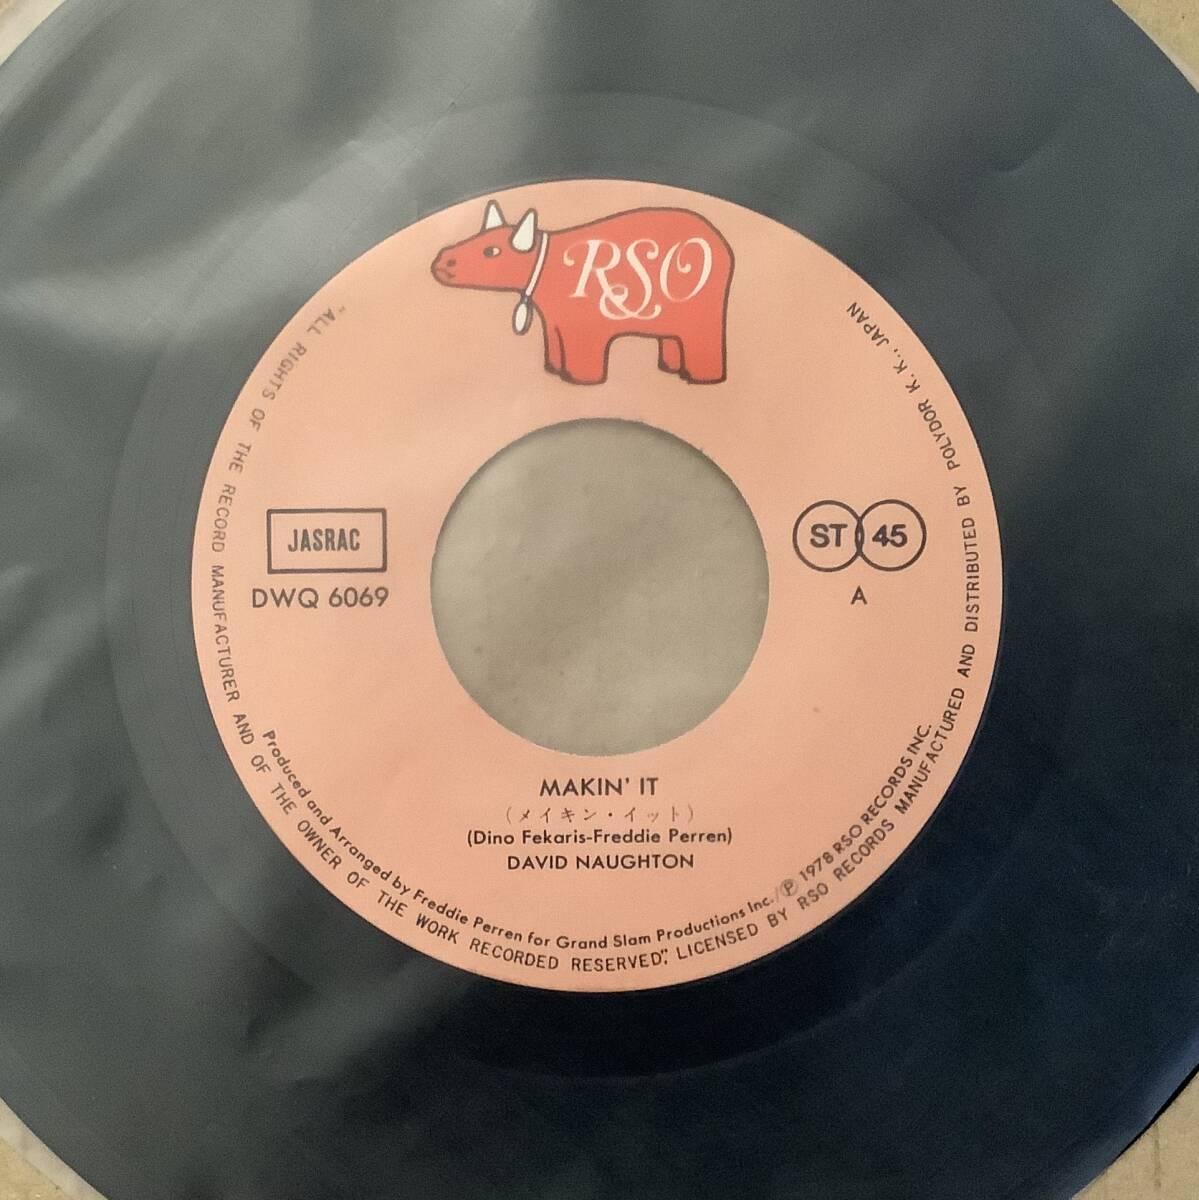 RSO
JASRAC
DWQ 6069
ST 45
A
MAKIN' IT
(メイキン・イット)
(Dino Fekaris-Freddie Perren)
DAVID NAUGHTON
Produced and Arranged by Freddie Perren for Grand Slam Productions Inc./℗ 1978 RSO RECORDS INC.
"ALL RIGHTS OF THE RECORD MANUFACTURER AND OF THE OWNER OF THE WORK RECORDED RESERVED". LICENSED BY RSO RECORDS MANUFACTURED AND DISTRIBUTED BY POLYDOR K.K., JAPAN